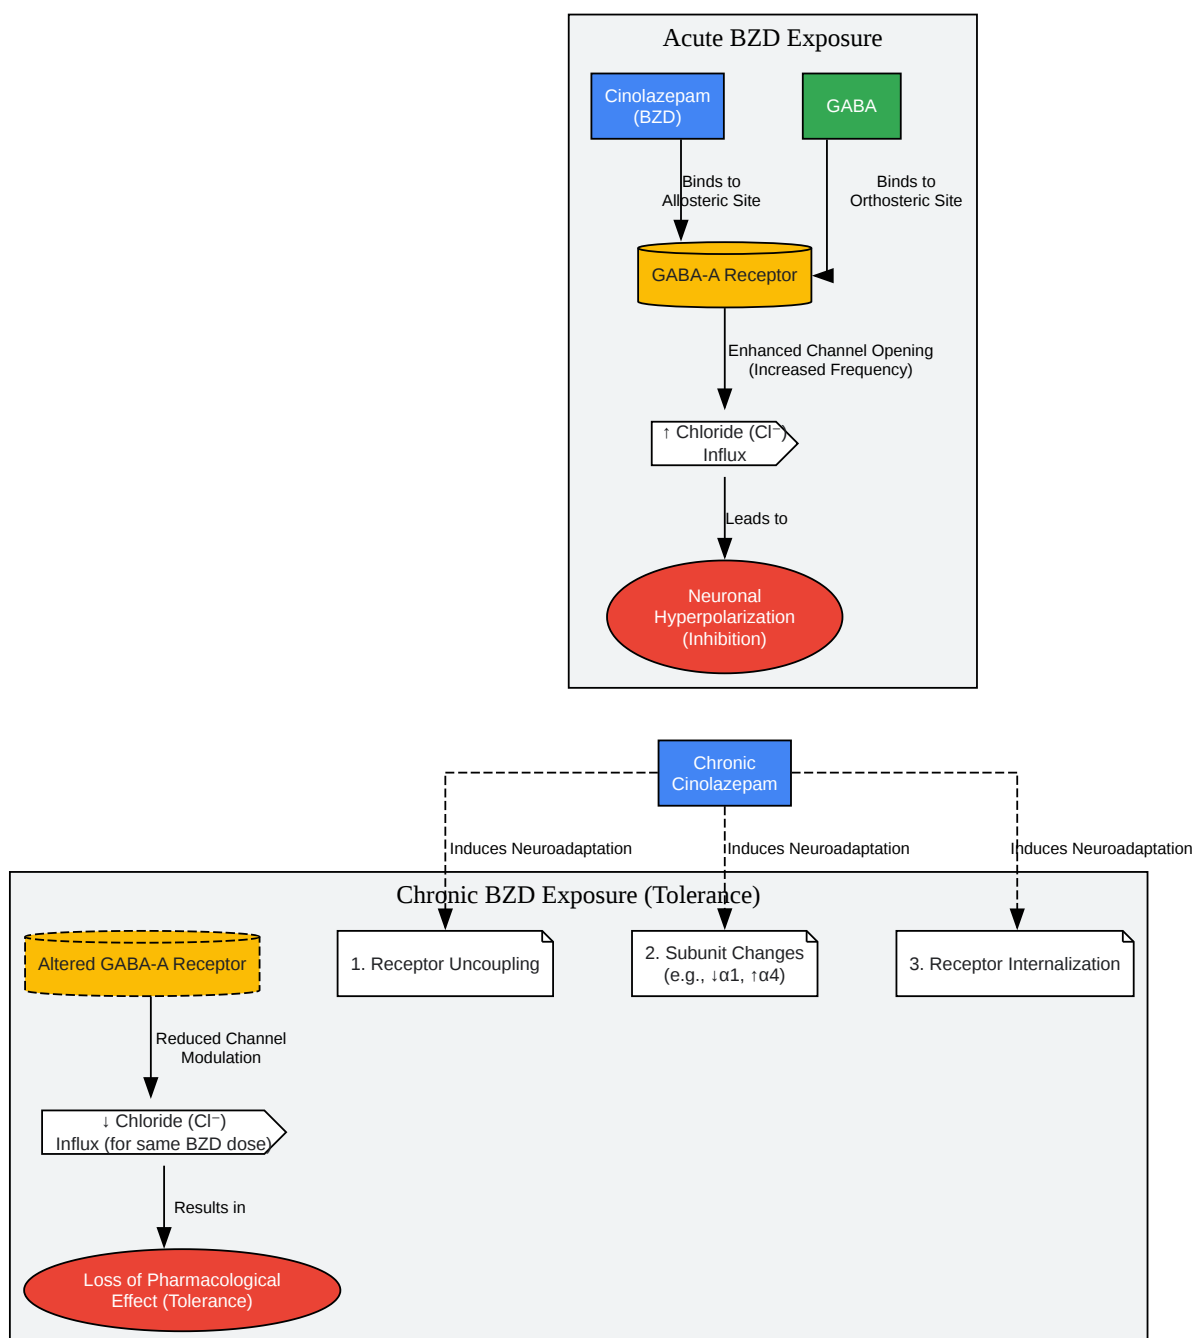 Acute BZD Exposure
Cinolazepam
(BZD)
GABA
Binds to
Allosteric Site
Binds to
Orthosteric Site
GABA-A Receptor
Enhanced Channel Opening
(Increased Frequency)
↑ Chloride (Cl⁻)
Influx
Leads to
Neuronal
Hyperpolarization
(Inhibition)
Chronic
Cinolazepam
Induces Neuroadaptation
Induces Neuroadaptation
Induces Neuroadaptation
Chronic BZD Exposure (Tolerance)
Altered GABA-A Receptor
1. Receptor Uncoupling
2. Subunit Changes
(e.g., ↓α1, ↑α4)
3. Receptor Internalization
Reduced Channel
Modulation
↓ Chloride (Cl⁻)
Influx (for same BZD dose)
Results in
Loss of Pharmacological
Effect (Tolerance)